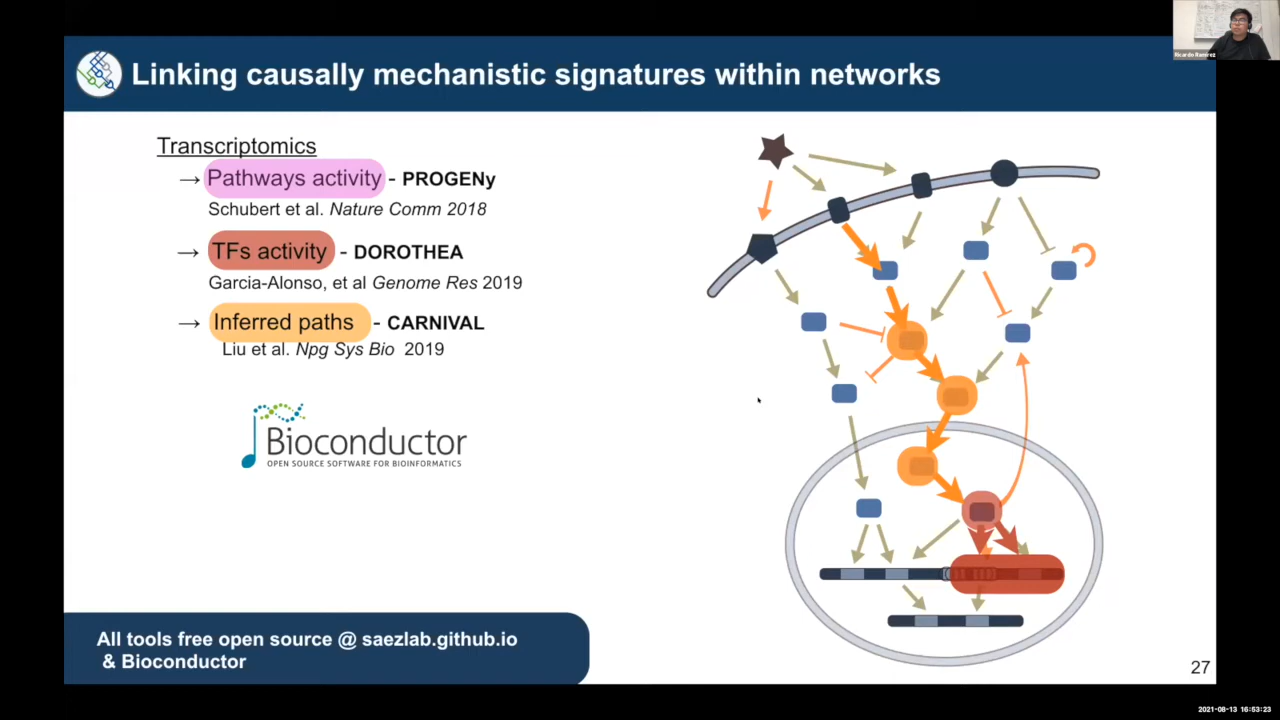 Linking causally mechanistic signatures within networks
Ricardo Ramirez
Transcriptomics
→ Pathways activity - PROGENy
Schubert et al. Nature Comm 2018
→ TFs activity - DOROTHEA
Garcia-Alonso, et al Genome Res 2019
→ Inferred paths - CARNIVAL
Liu et al. Npg Sys Bio 2019
Bioconductor
OPEN SOURCE SOFTWARE FOR BIOINFORMATICS
All tools free open source @ saezlab.github.io
& Bioconductor
27
2021-08-13 16:53:23